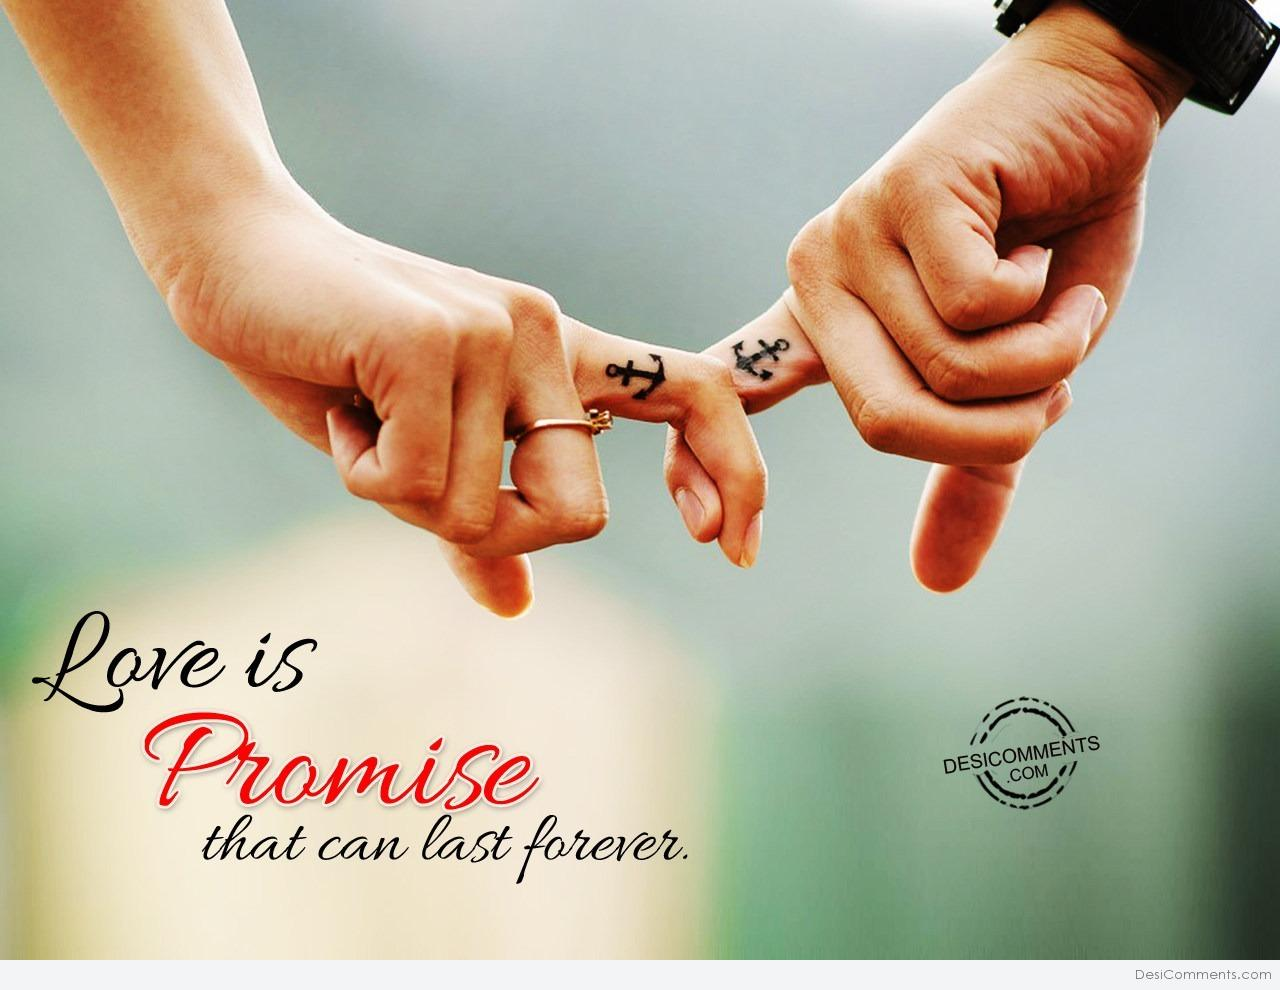 Love is
Promise
that can last forever.
DESICOMMENTS
.COM
DesiComments.com